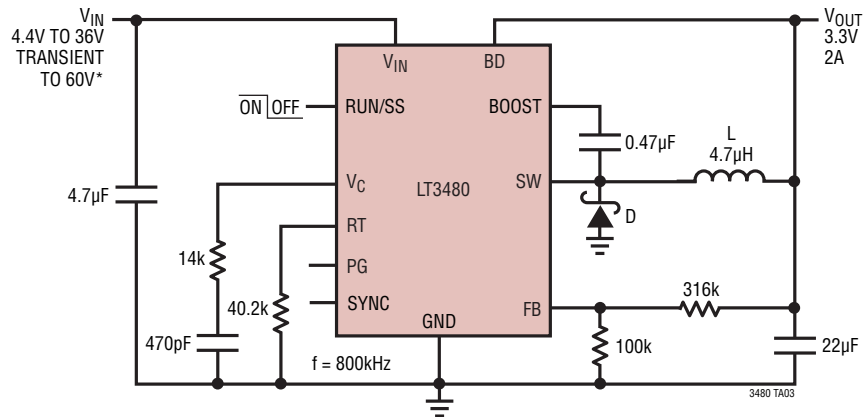 VIN
4.4V TO 36V
TRANSIENT
TO 60V*
VOUT
3.3V
2A
VIN
BD
ON OFF
RUN/SS
BOOST
0.47µF
L
4.7µH
4.7µF
VC
LT3480
SW
D
RT
14k
PG
316k
40.2k
SYNC
FB
GND
470pF
f = 800kHz
100k
22µF
3480 TA03